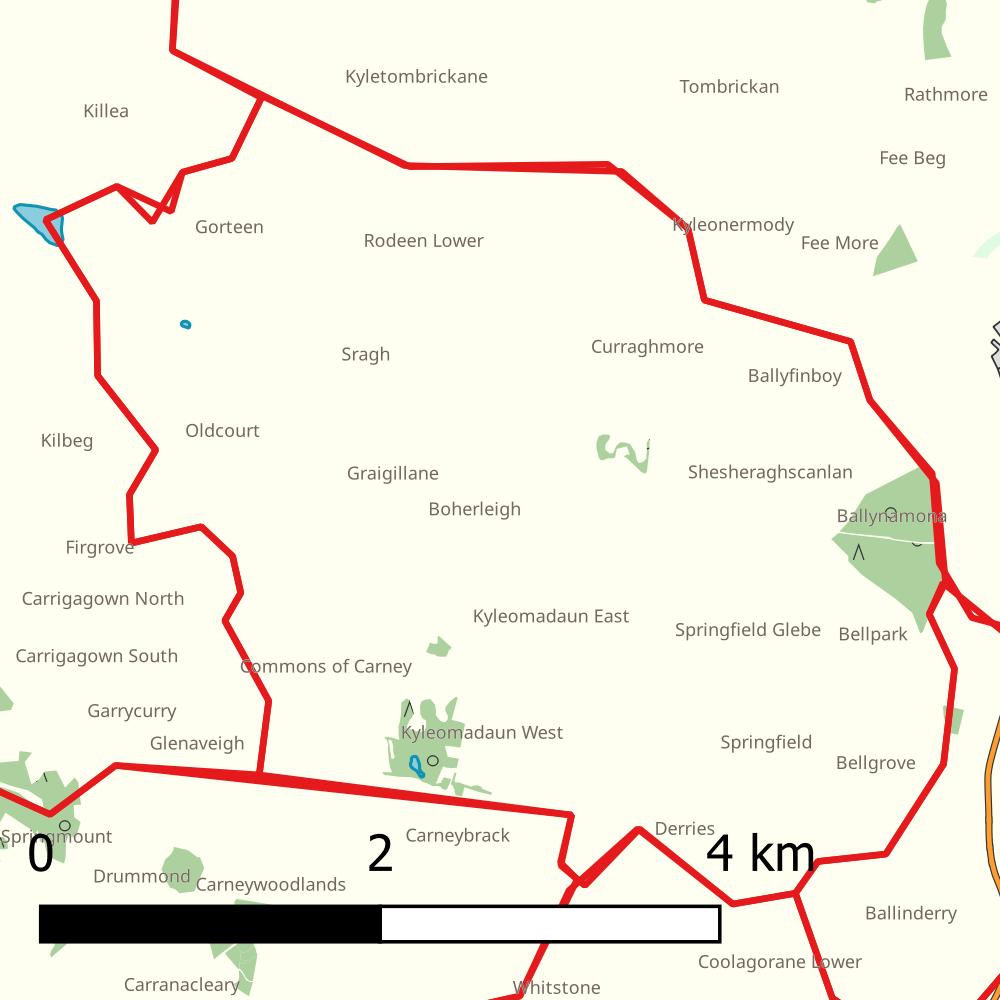 Kyletombrickane
Tombrickan
Rathmore
Killea
Fee Beg
Gorteen
Kyleonermody
Rodeen Lower
Fee More
Sragh
Curraghmore
Ballyfinboy
Oldcourt
Kilbeg
Graigillane
Shesheraghscanlan
Boherleigh
Ballynamona
Firgrove
Carrigagown North
Kyleomadaun East
Springfield Glebe
Bellpark
Carrigagown South
Commons of Carney
Garrycurry
Glenaveigh
Kyleomadaun West
Springfield
Bellgrove
Springmount
Carneybrack
Derries
0 2 4 km
Drummond
Carneywoodlands
Ballinderry
Coolagorane Lower
Carranacleary
Whitstone